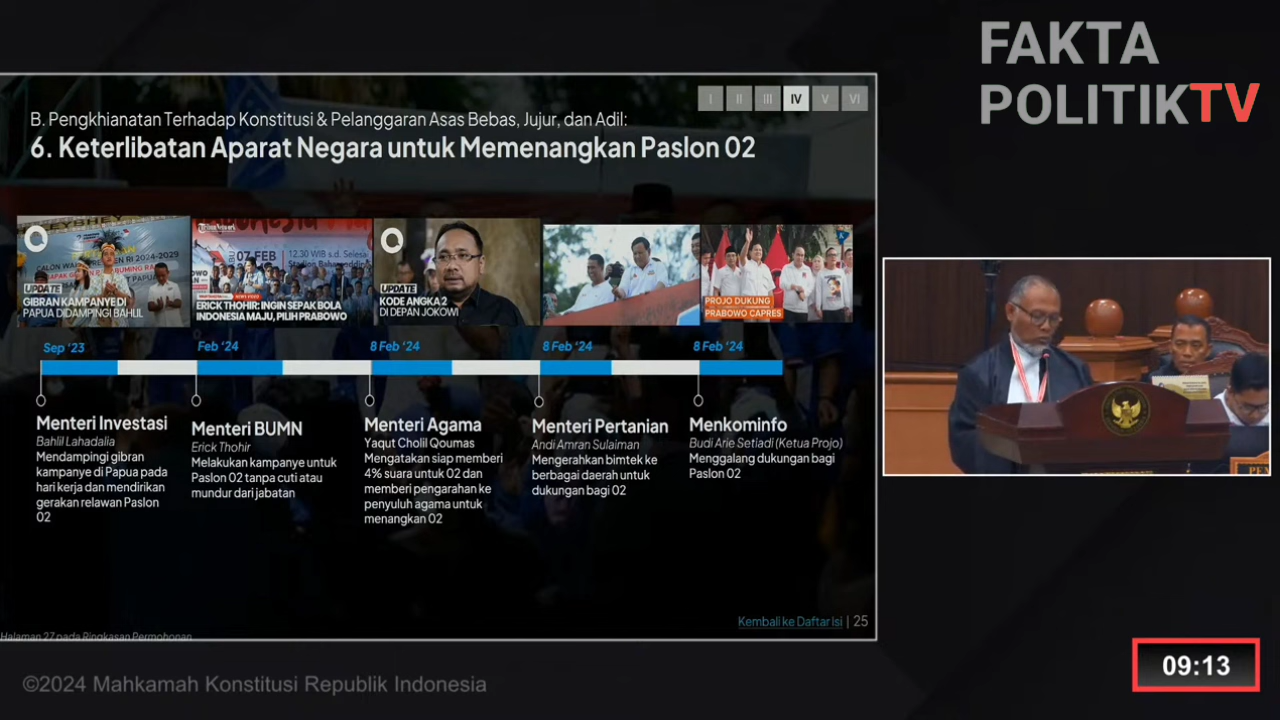 FAKTA
POLITIKTV
I II III IV V VI
B. Pengkhianatan Terhadap Konstitusi & Pelanggaran Asas Bebas, Jujur, dan Adil:
6. Keterlibatan Aparat Negara untuk Memenangkan Paslon 02
UPDATE
GIBRAN KAMPANYE DI
PAPUA DIDAMPINGI BAHLIL
07 FEB
12.30 WIB s.d. Selesai
ERICK THOHIR: INGIN SEPAK BOLA
INDONESIA MAJU, PILIH PRABOWO
UPDATE
KODE ANGKA 2
DI DEPAN JOKOWI
PROJO DUKUNG
PRABOWO CAPRES
Sep '23
Feb '24
8 Feb '24
8 Feb '24
8 Feb '24
Menteri Investasi
Bahlil Lahadalia
Mendampingi gibran
kampanye di Papua pada
hari kerja dan mendirikan
gerakan relawan Paslon
02
Menteri BUMN
Erick Thohir
Melakukan kampanye untuk
Paslon 02 tanpa cuti atau
mundur dari jabatan
Menteri Agama
Yaqut Cholil Qoumas
Mengatakan siap memberi
4% suara untuk 02 dan
memberi pengarahan ke
penyuluh agama untuk
menangkan 02
Menteri Pertanian
Andi Amran Sulaiman
Mengerahkan bimtek ke
berbagai daerah untuk
dukungan bagi 02
Menkominfo
Budi Arie Setiadi (Ketua Projo)
Menggalang dukungan bagi
Paslon 02
Kembali ke Daftar Isi | 25
Halaman 27 pada Ringkasan Permohonan
©2024 Mahkamah Konstitusi Republik Indonesia
09:13